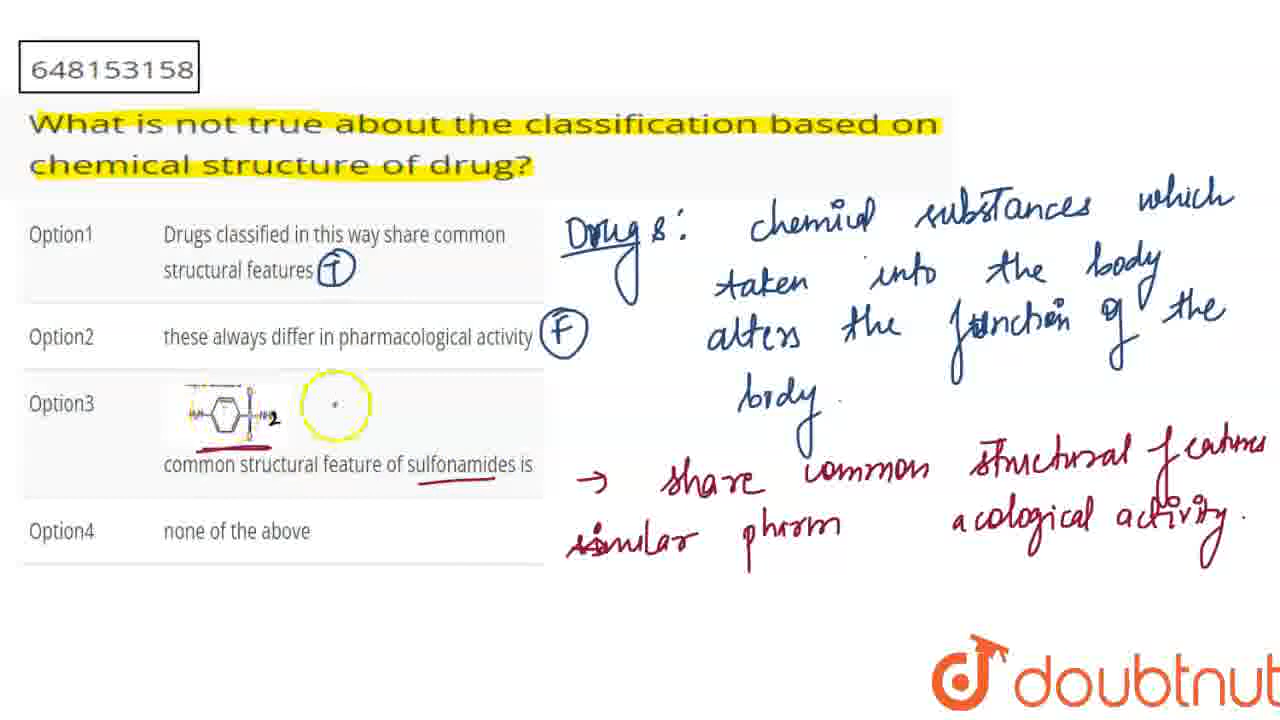 648153158
What is not true about the classification based on
chemical structure of drug?
Option1
Drugs classified in this way share common
structural features T
Option2
these always differ in pharmacological activity F
Option3
2
common structural feature of sulfonamides is
Option4
none of the above
Drugs: chemical substances which
taken into the body
alters the function of the
body.
→ share common structural features
similar pharm acological activity.
doubtnut